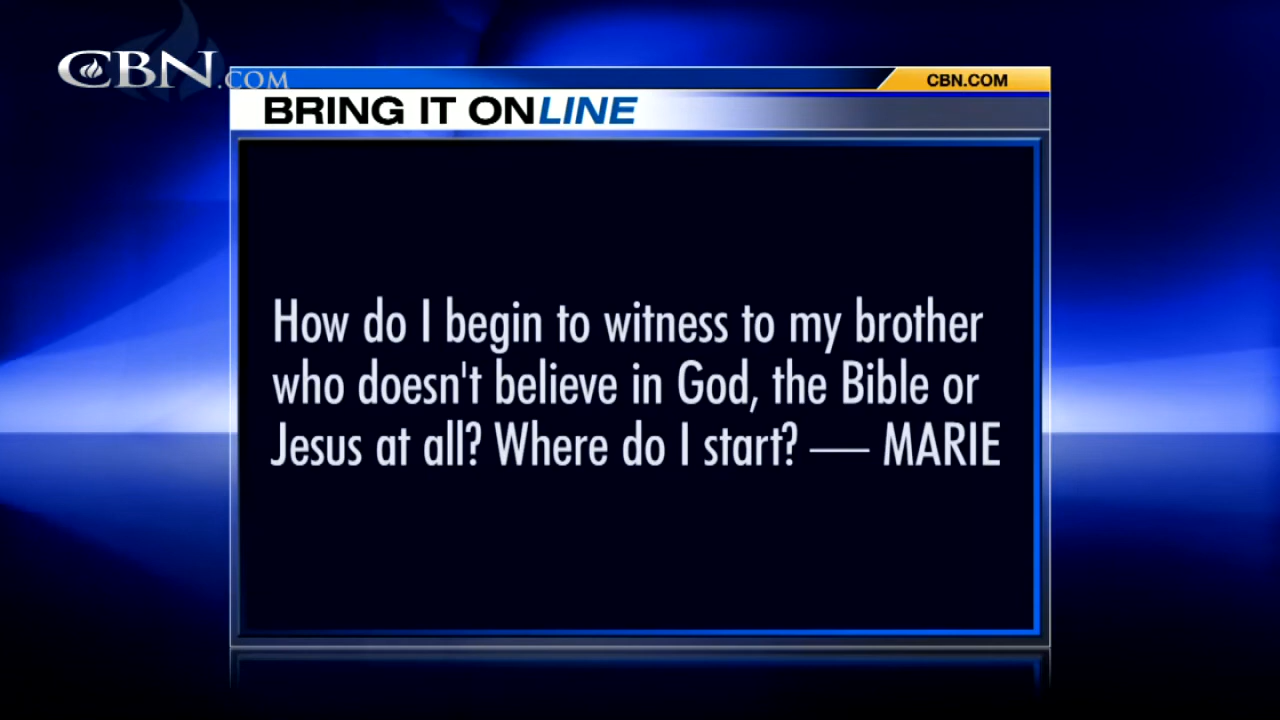 CBN.COM
CBN.COM
BRING IT ONLINE
How do I begin to witness to my brother
who doesn't believe in God, the Bible or
Jesus at all? Where do I start? — MARIE